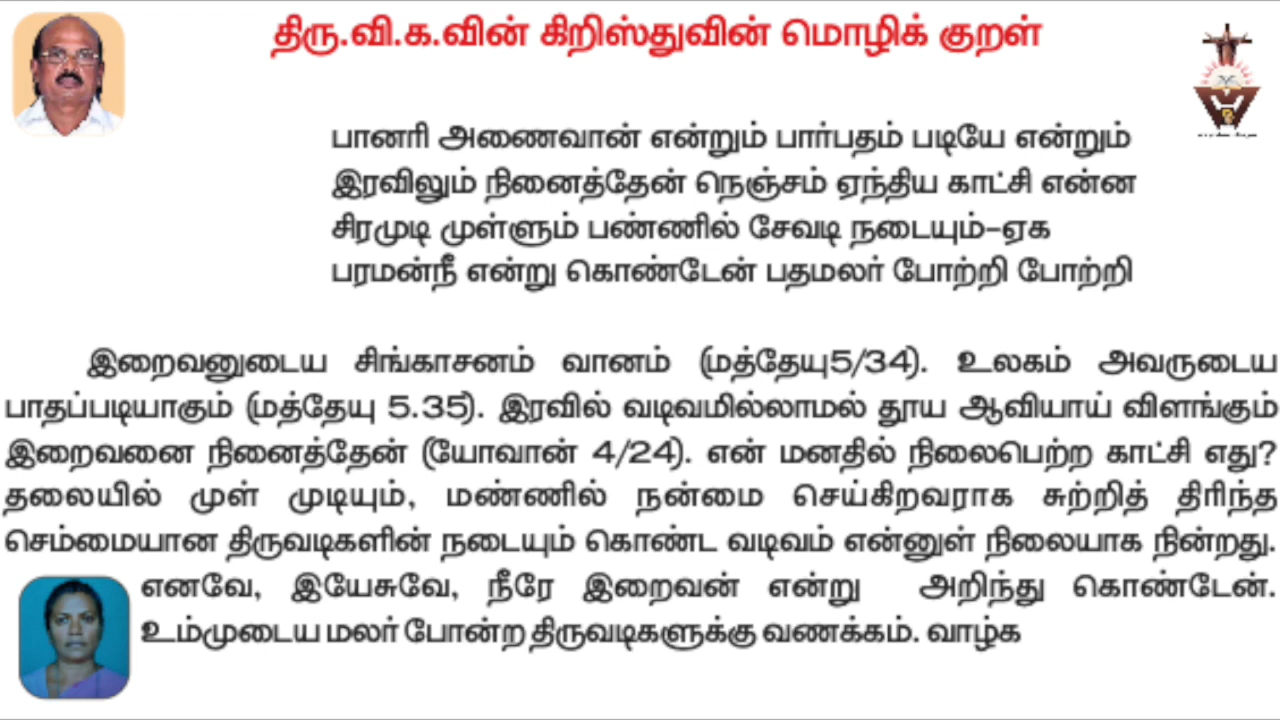 திரு.வி.க.வின் கிறிஸ்துவின் மொழிக் குறள்
பானரி அணைவான் என்றும் பார்பதம் படியே என்றும்
இரவிலும் நினைத்தேன் நெஞ்சம் ஏந்திய காட்சி என்ன
சிரமுடி முள்ளும் பண்ணில் சேவடி நடையும்-ஏக
பரமன்நீ என்று கொண்டேன் பதமலர் போற்றி போற்றி
இறைவனுடைய சிங்காசனம் வானம் (மத்தேயு5/34). உலகம் அவருடைய
பாதப்படியாகும் (மத்தேயு 5.35). இரவில் வடிவமில்லாமல் தூய ஆவியாய் விளங்கும்
இறைவனை நினைத்தேன் (யோவான் 4/24). என் மனதில் நிலைபெற்ற காட்சி எது?
தலையில் முள் முடியும், மண்ணில் நன்மை செய்கிறவராக சுற்றித் திரிந்த
செம்மையான திருவடிகளின் நடையும் கொண்ட வடிவம் என்னுள் நிலையாக நின்றது.
எனவே, இயேசுவே, நீரே இறைவன் என்று அறிந்து கொண்டேன்.
உம்முடைய மலர் போன்ற திருவடிகளுக்கு வணக்கம். வாழ்க